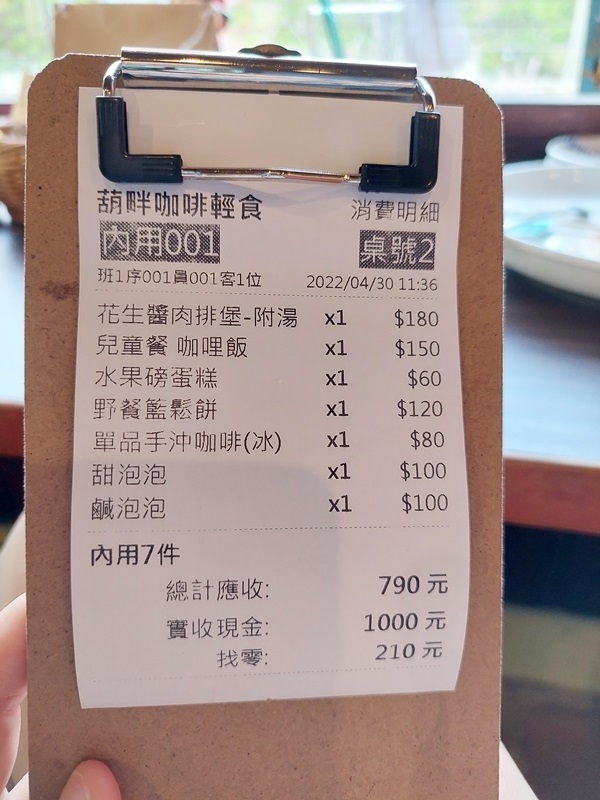 葫畔咖啡輕食 消費明細
內用001 桌號2
班1序001員001客1位 2022/04/30 11:36
花生醬肉排堡-附湯 x1 $180
兒童餐 咖哩飯 x1 $150
水果磅蛋糕 x1 $60
野餐籃鬆餅 x1 $120
單品手沖咖啡(冰) x1 $80
甜泡泡 x1 $100
鹹泡泡 x1 $100
內用7件
總計應收: 790 元
實收現金: 1000 元
找零: 210 元